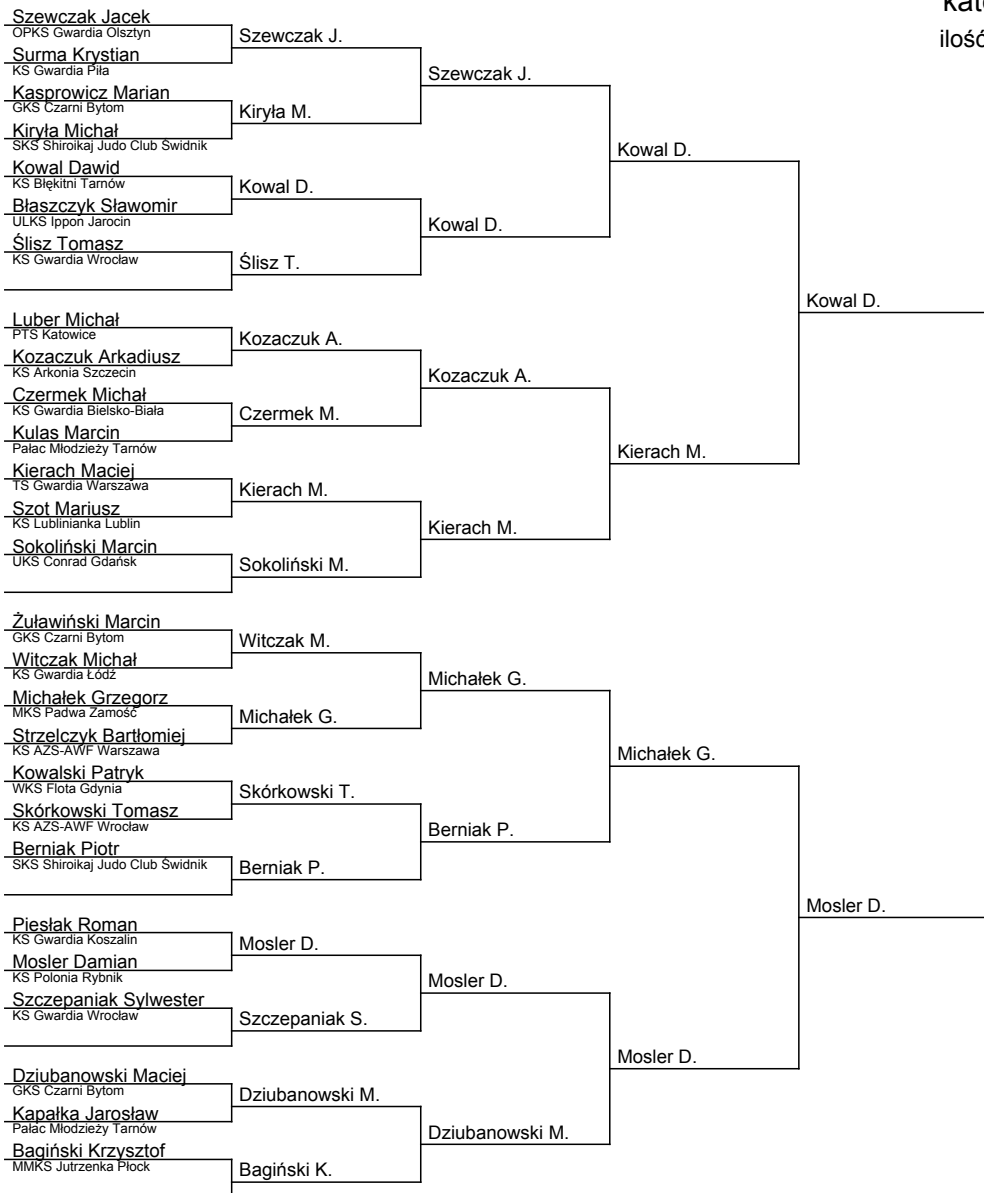 kat
ilość
Szewczak Jacek
OPKS Gwardia Olsztyn
Surma Krystian
KS Gwardia Piła
Kasprowicz Marian
GKS Czarni Bytom
Kiryła Michał
SKS Shiroikaj Judo Club Świdnik
Kowal Dawid
KS Błękitni Tarnów
Błaszczyk Sławomir
ULKS Ippon Jarocin
Ślisz Tomasz
KS Gwardia Wrocław
Luber Michał
PTS Katowice
Kozaczuk Arkadiusz
KS Arkonia Szczecin
Czermek Michał
KS Gwardia Bielsko-Biała
Kulas Marcin
Pałac Młodzieży Tarnów
Kierach Maciej
TS Gwardia Warszawa
Szot Mariusz
KS Lublinianka Lublin
Sokoliński Marcin
UKS Conrad Gdańsk
Żuławiński Marcin
GKS Czarni Bytom
Witczak Michał
KS Gwardia Łódź
Michałek Grzegorz
MKS Padwa Zamość
Strzelczyk Bartłomiej
KS AZS-AWF Warszawa
Kowalski Patryk
WKS Flota Gdynia
Skórkowski Tomasz
KS AZS-AWF Wrocław
Berniak Piotr
SKS Shiroikaj Judo Club Świdnik
Piesłak Roman
KS Gwardia Koszalin
Mosler Damian
KS Polonia Rybnik
Szczepaniak Sylwester
KS Gwardia Wrocław
Dziubanowski Maciej
GKS Czarni Bytom
Kapałka Jarosław
Pałac Młodzieży Tarnów
Bagiński Krzysztof
MMKS Jutrzenka Płock
Szewczak J.
Kiryła M.
Kowal D.
Ślisz T.
Kozaczuk A.
Czermek M.
Kierach M.
Sokoliński M.
Witczak M.
Michałek G.
Skórkowski T.
Berniak P.
Mosler D.
Szczepaniak S.
Dziubanowski M.
Bagiński K.
Szewczak J.
Kowal D.
Kozaczuk A.
Kierach M.
Michałek G.
Berniak P.
Mosler D.
Dziubanowski M.
Kowal D.
Kierach M.
Michałek G.
Mosler D.
Kowal D.
Mosler D.